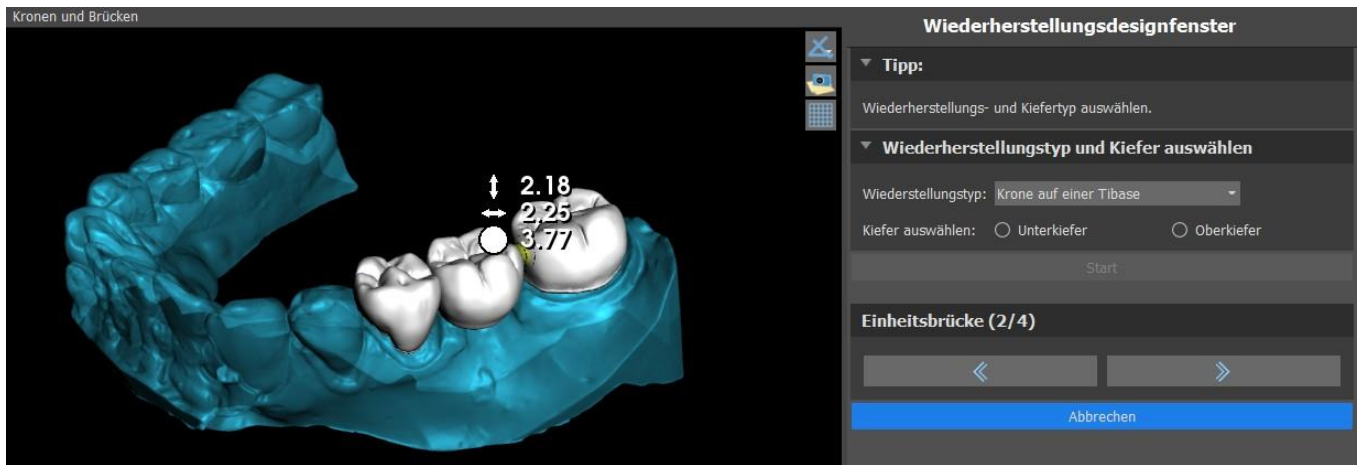 Kronen und Brücken
2.18
2.25
3.77
Wiederherstellungsdesignfenster
Tipp:
Wiederherstellungs- und Kiefertyp auswählen.
Wiederherstellungstyp und Kiefer auswählen
Wiederstellungstyp: Krone auf einer Tibase
Kiefer auswählen: Unterkiefer Oberkiefer
Start
Einheitsbrücke (2/4)
Abbrechen